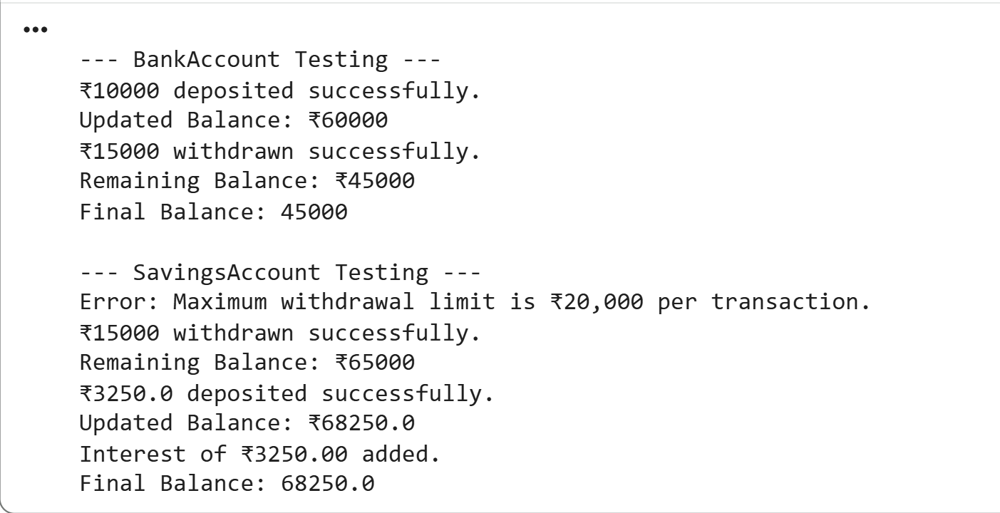 --- BankAccount Testing ---
₹10000 deposited successfully.
Updated Balance: ₹60000
₹15000 withdrawn successfully.
Remaining Balance: ₹45000
Final Balance: 45000

--- SavingsAccount Testing ---
Error: Maximum withdrawal limit is ₹20,000 per transaction.
₹15000 withdrawn successfully.
Remaining Balance: ₹65000
₹3250.0 deposited successfully.
Updated Balance: ₹68250.0
Interest of ₹3250.00 added.
Final Balance: 68250.0